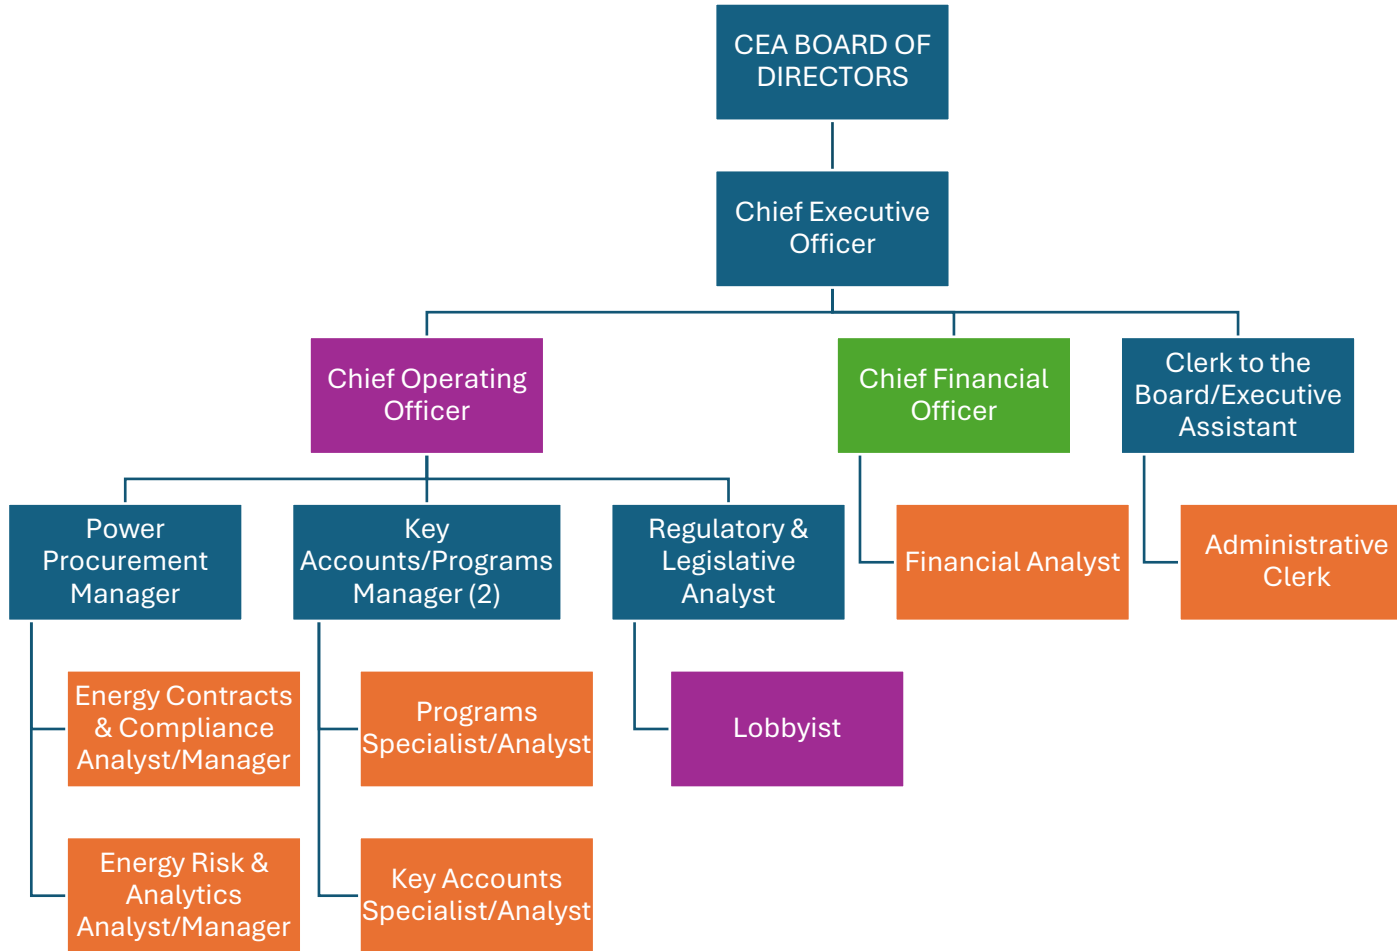 CEA BOARD OF
DIRECTORS
Chief Executive
Officer
Chief Operating
Officer
Chief Financial
Officer
Clerk to the
Board/Executive
Assistant
Power
Procurement
Manager
Key
Accounts/Programs
Manager (2)
Regulatory &
Legislative
Analyst
Financial Analyst
Administrative
Clerk
Energy Contracts
& Compliance
Analyst/Manager
Programs
Specialist/Analyst
Lobbyist
Energy Risk &
Analytics
Analyst/Manager
Key Accounts
Specialist/Analyst